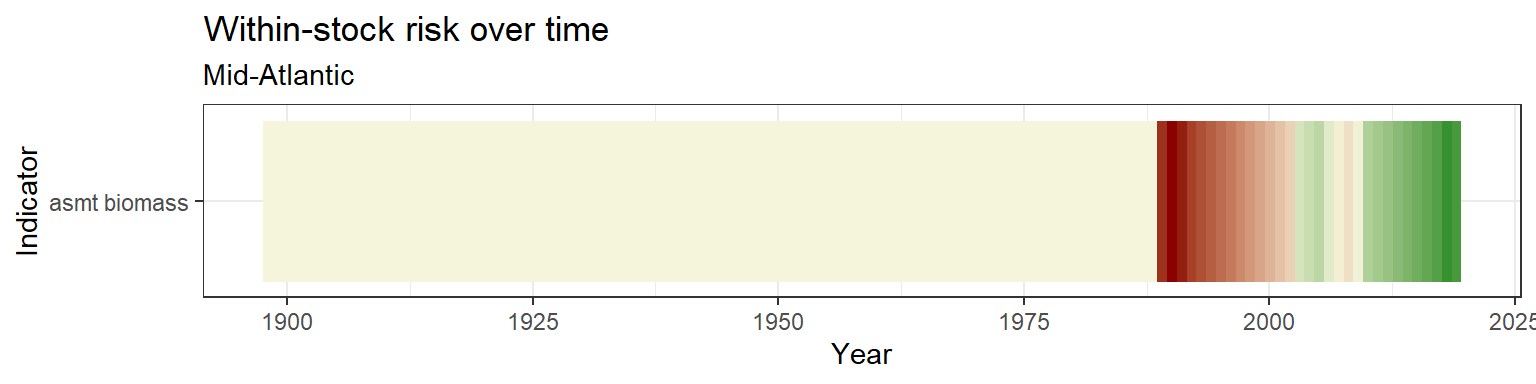 Within-stock risk over time
Mid-Atlantic
Indicator
asmt biomass
1900 1925 1950 1975 2000 2025
Year